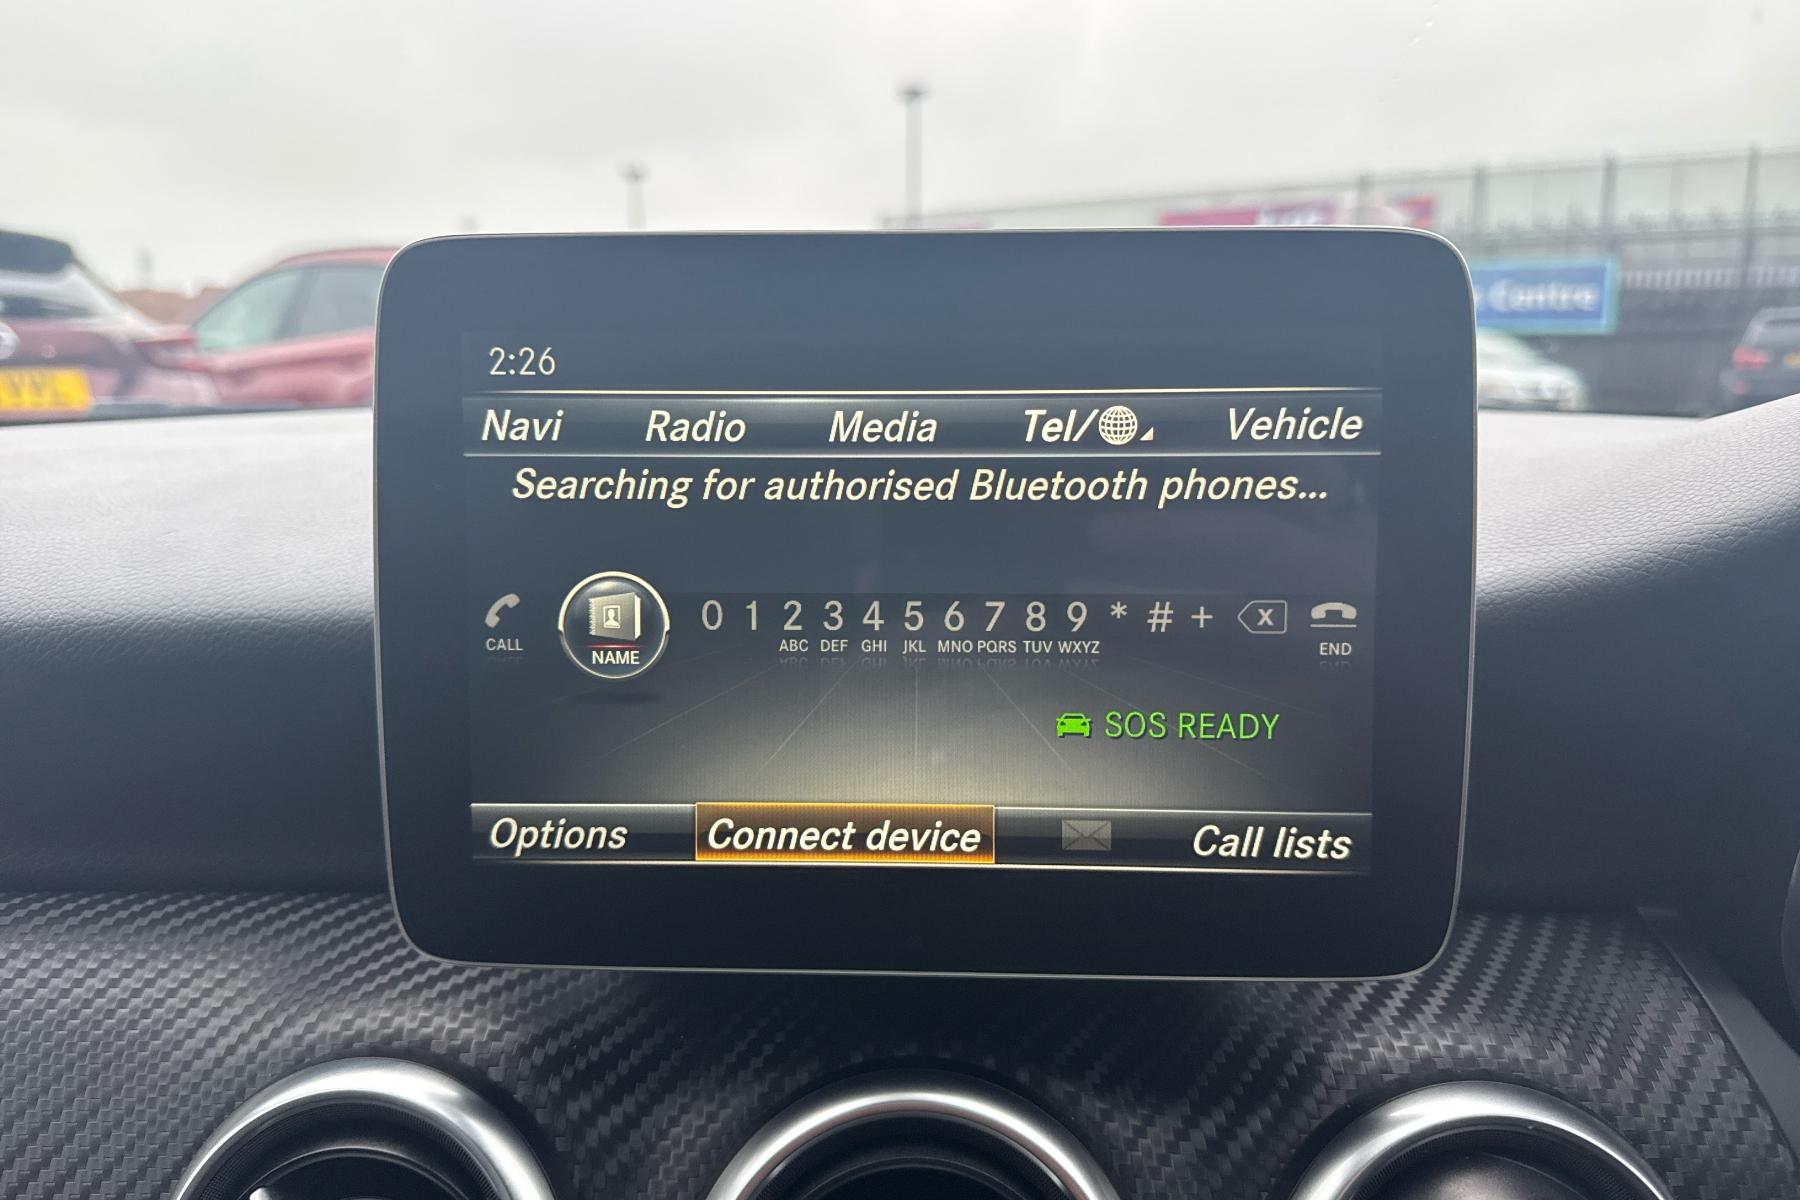 Centre
2:26
Navi Radio Media Tel/ Vehicle
Searching for authorised Bluetooth phones...
0 1 2 3 4 5 6 7 8 9 * # + X
CALL NAME ABC DEF GHI JKL MNO PQRS TUV WXYZ END
SOS READY
Options Connect device Call lists